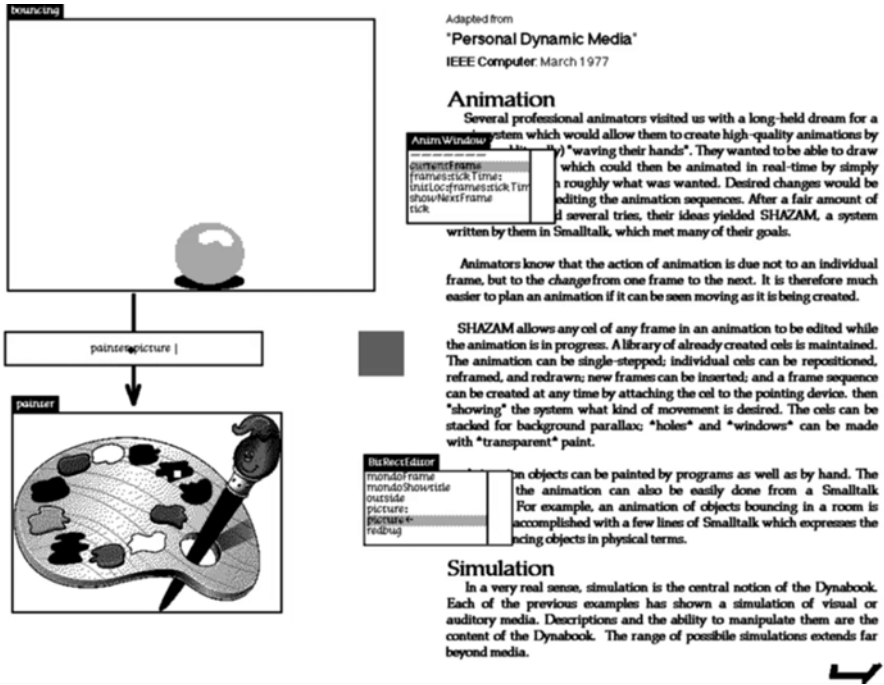 bouncing
painter picture |
painter
Adapted from
"Personal Dynamic Media"
IEEE Computer: March 1977
Animation
Several professional animators visited us with a long-held dream for a
system which would allow them to create high-quality animations by
"waving their hands". They wanted to be able to draw
which could then be animated in real-time by simply
roughly what was wanted. Desired changes would be
editing the animation sequences. After a fair amount of
several tries, their ideas yielded SHAZAM, a system
written by them in Smalltalk, which met many of their goals.
AnimWindow
currentFrame
frames:tickTime:
initLoc:frames:tickTim
showNextFrame
tick
Animators know that the action of animation is due not to an individual
frame, but to the change from one frame to the next. It is therefore much
easier to plan an animation if it can be seen moving as it is being created.
SHAZAM allows any cel of any frame in an animation to be edited while
the animation is in progress. A library of already created cels is maintained.
The animation can be single-stepped; individual cels can be repositioned,
reframed, and redrawn; new frames can be inserted; and a frame sequence
can be created at any time by attaching the cel to the pointing device. then
"showing" the system what kind of movement is desired. The cels can be
stacked for background parallax; "holes" and "windows" can be made
with "transparent" paint.
BitRectEditor
mondoFrame
mondoShowtitle
outside
picture:
picture←
redbug
objects can be painted by programs as well as by hand. The
the animation can also be easily done from a Smalltalk
For example, an animation of objects bouncing in a room is
accomplished with a few lines of Smalltalk which expresses the
objects in physical terms.
Simulation
In a very real sense, simulation is the central notion of the Dynabook.
Each of the previous examples has shown a simulation of visual or
auditory media. Descriptions and the ability to manipulate them are the
content of the Dynabook. The range of possibile simulations extends far
beyond media.